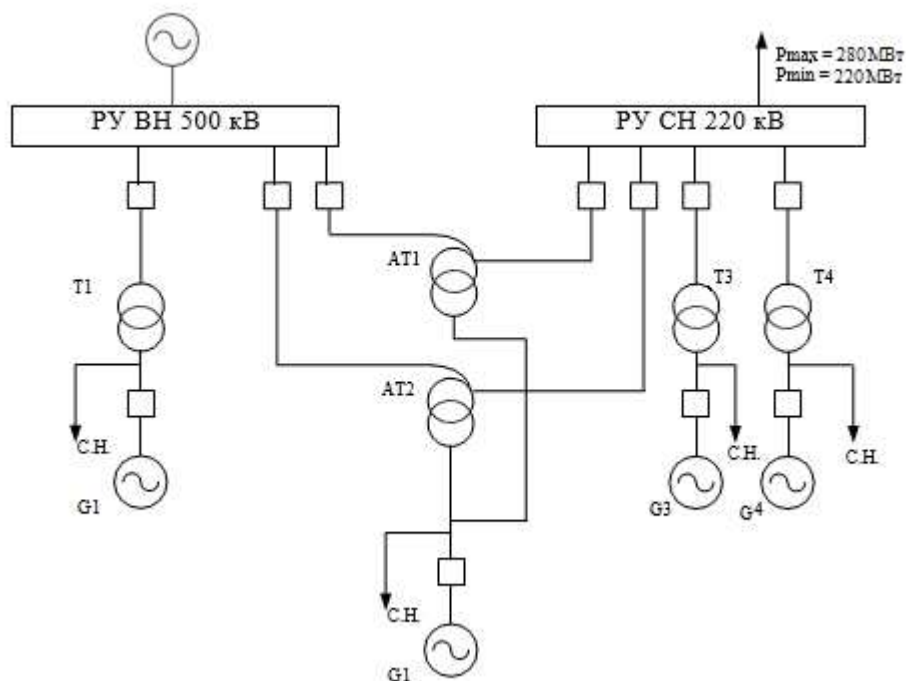 Pmax = 280МВт
Pmin = 220МВт
РУ ВН 500 кВ
РУ СН 220 кВ
АТ1
Т1
Т3
Т4
АТ2
С.Н.
С.Н.
С.Н.
G1
G3
G4
С.Н.
G1